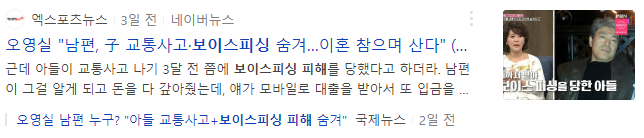 엑스포츠뉴스 · 3일 전 · 네이버뉴스
오영실 "남편, 子 교통사고·보이스피싱 숨겨…이혼 참으며 산다" (…
근데 아들이 교통사고 나기 3달 전 쯤에 보이스피싱 피해를 당했다고 하더라. 남편
이 그걸 알게 되고 돈을 다 갚아줬는데, 얘가 모바일로 대출을 받아서 또 입금을 …
오영실 남편 누구? "아들 교통사고+보이스피싱 피해 숨겨" 국제뉴스 | 2일 전
보이스피싱을 당한 아들